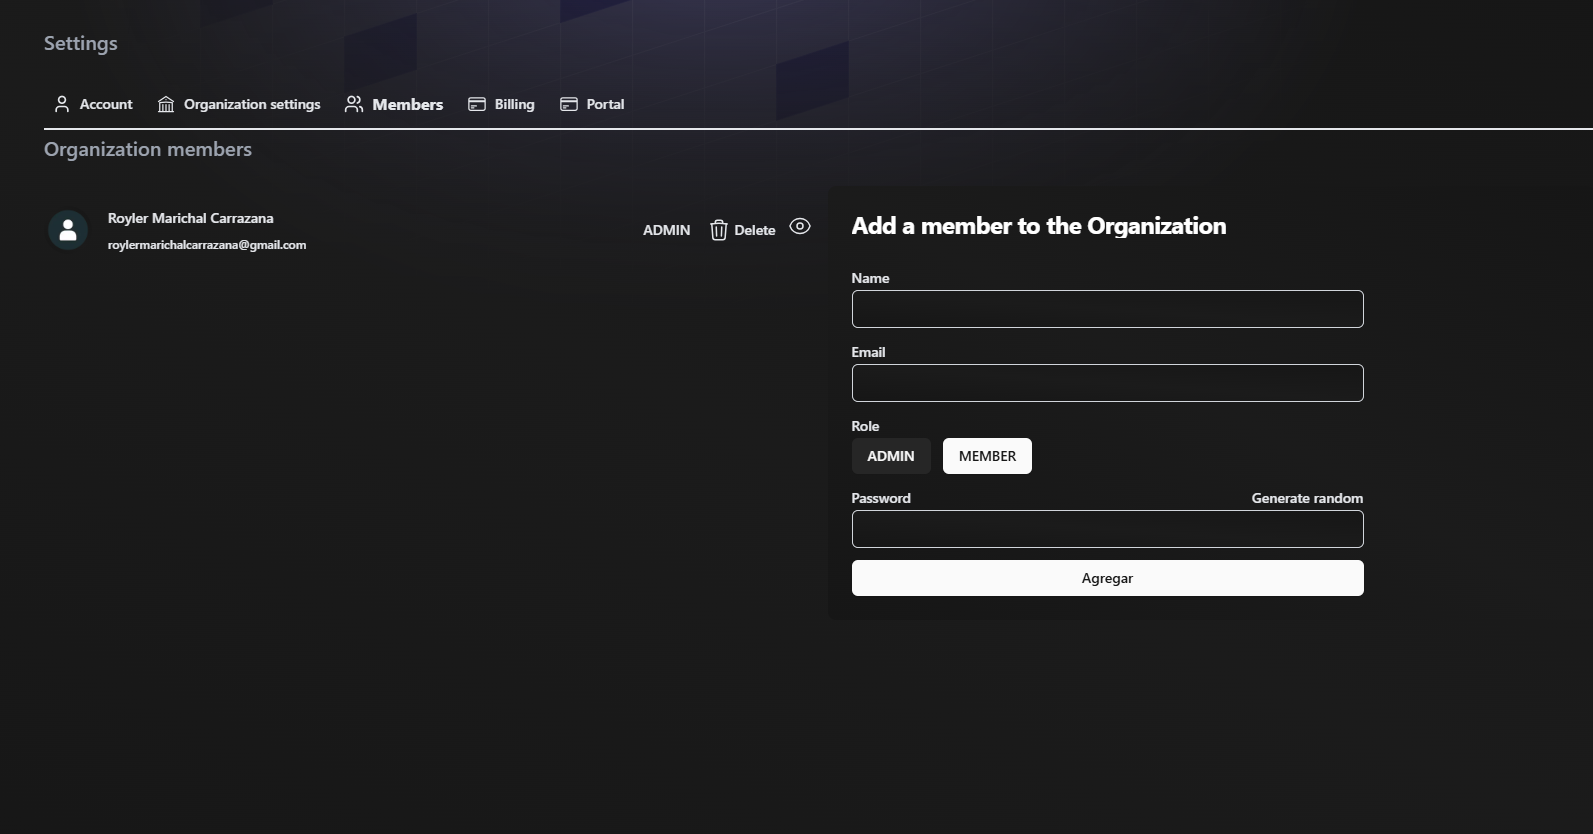 Settings
Account Organization settings Members Billing Portal
Organization members
Royler Marichal Carrazana
roylermarichalcarrazana@gmail.com
ADMIN Delete
Add a member to the Organization
Name
Email
Role
ADMIN MEMBER
Password Generate random
Agregar